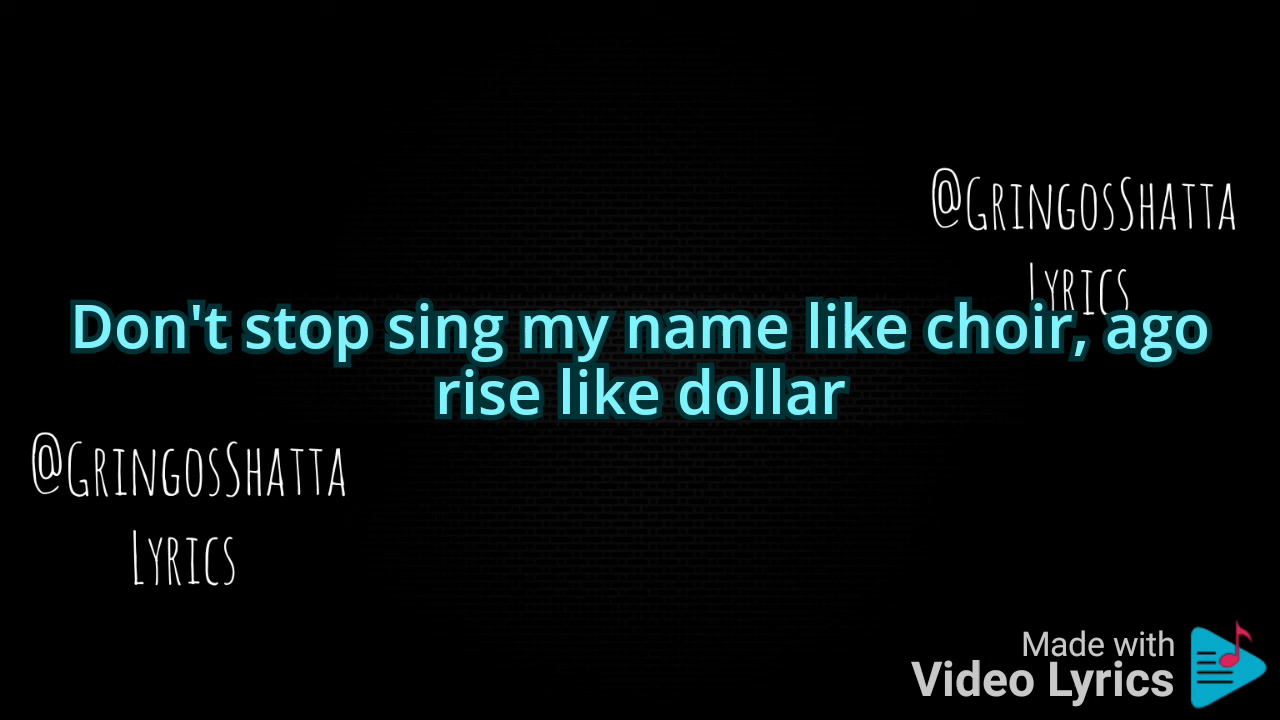 @GringosShatta
Lyrics
Don't stop sing my name like choir, ago
rise like dollar
@GringosShatta
Lyrics
Made with
Video Lyrics